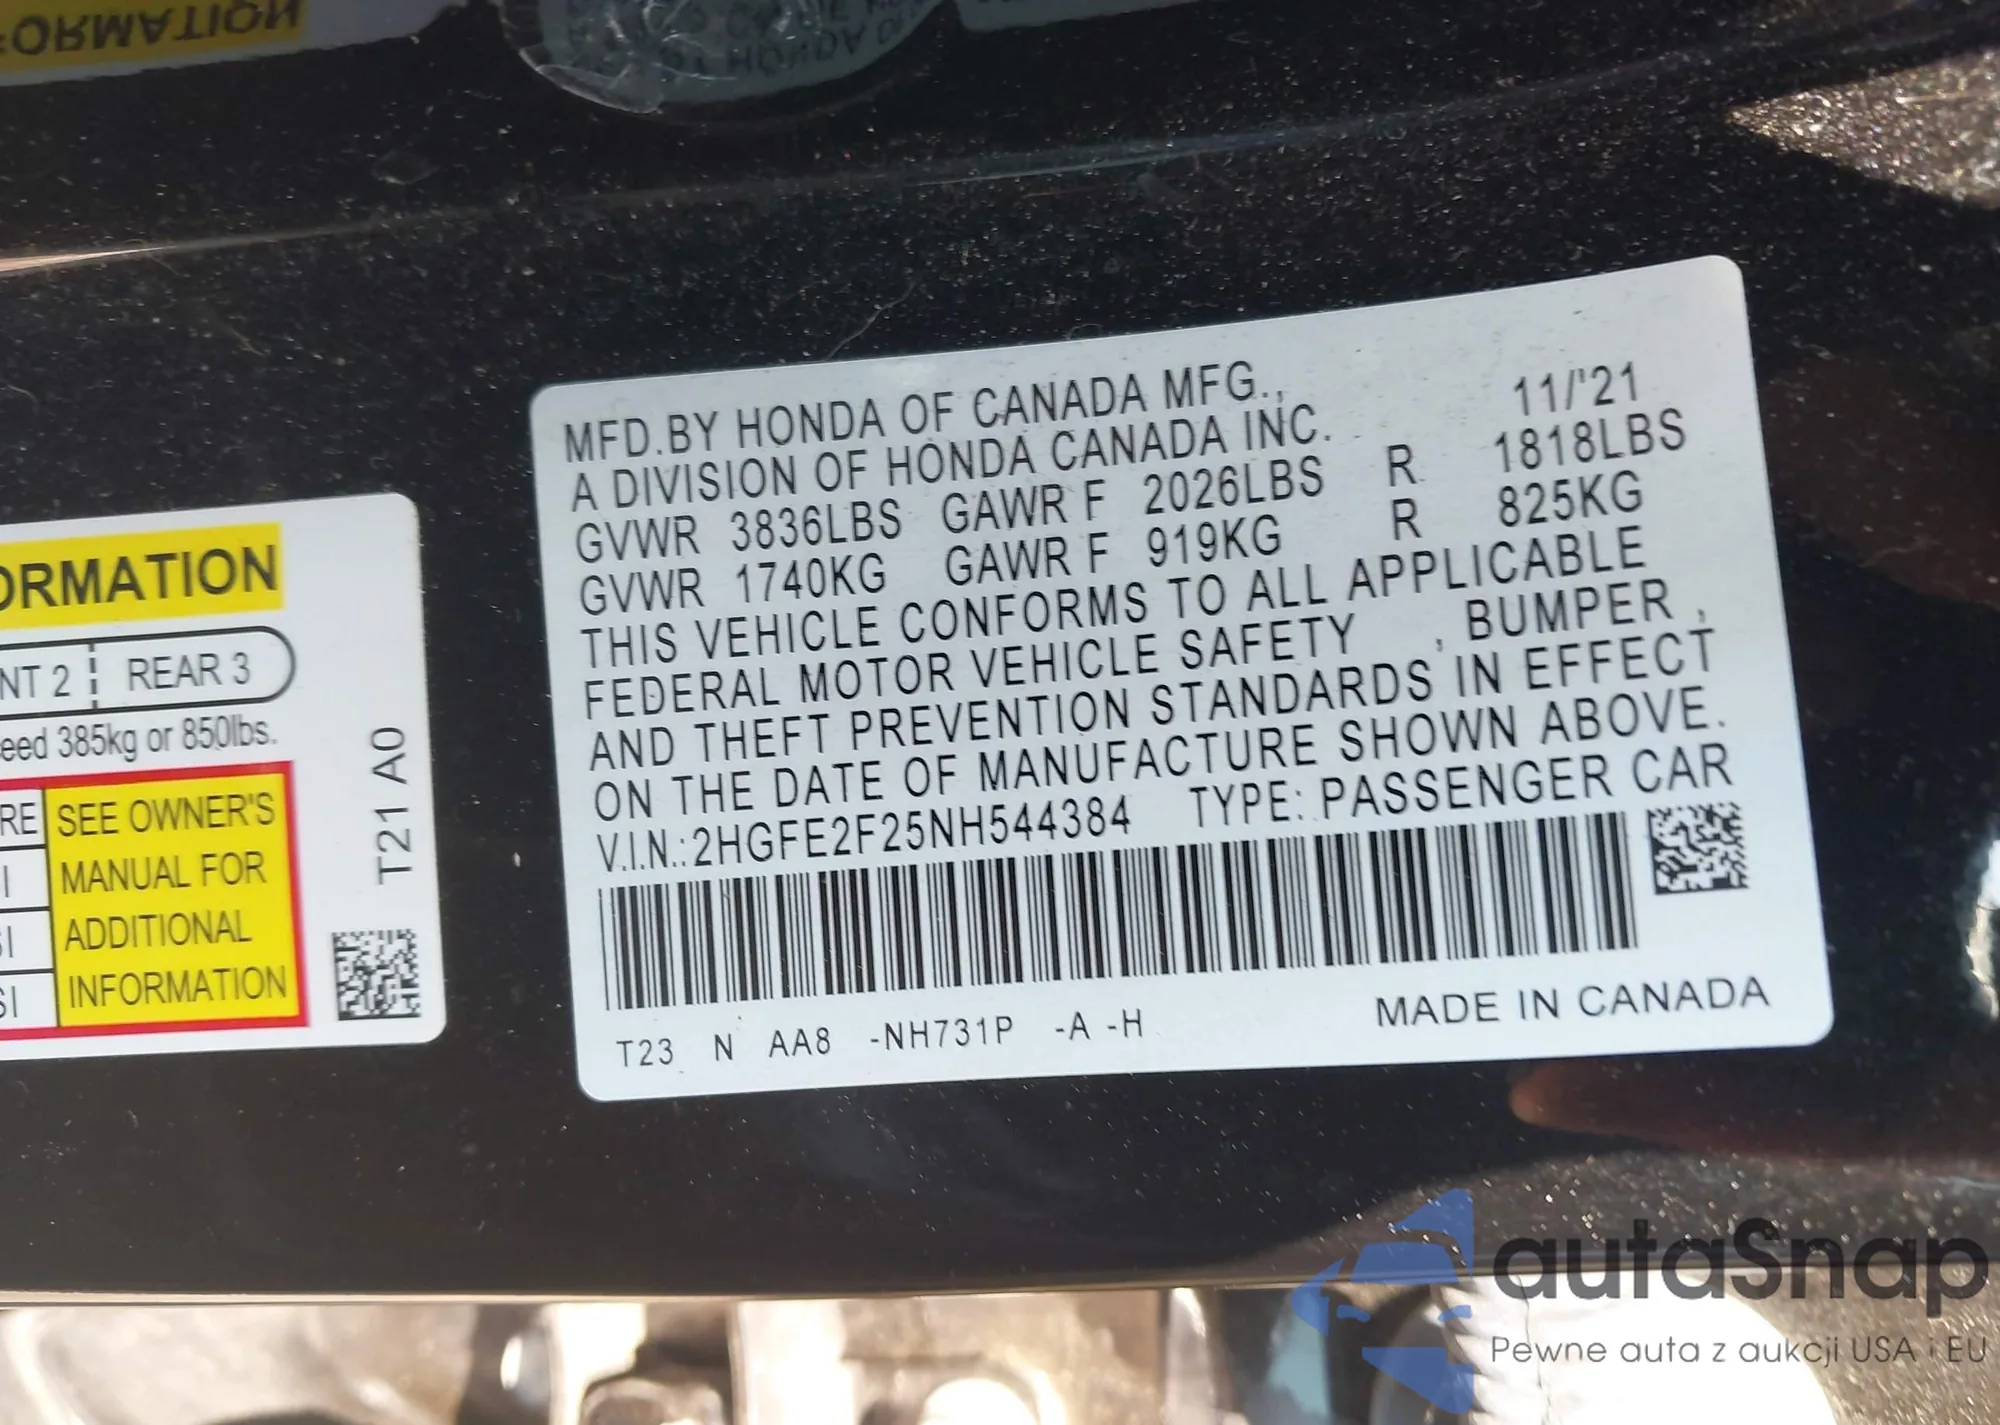 ORMATION
NT 2 REAR 3
eed 385kg or 850lbs.
RE SEE OWNER'S
MANUAL FOR
ADDITIONAL
INFORMATION
T21 A0
MFD.BY HONDA OF CANADA MFG., 11/'21
A DIVISION OF HONDA CANADA INC.
GVWR 3836LBS GAWR F 2026LBS R 1818LBS
GVWR 1740KG GAWR F 919KG R 825KG
THIS VEHICLE CONFORMS TO ALL APPLICABLE
FEDERAL MOTOR VEHICLE SAFETY , BUMPER ,
AND THEFT PREVENTION STANDARDS IN EFFECT
ON THE DATE OF MANUFACTURE SHOWN ABOVE.
V.I.N.:2HGFE2F25NH544384 TYPE: PASSENGER CAR
T23 N AA8 -NH731P -A -H MADE IN CANADA
autaSnap
Pewne auta z aukcji USA i EU